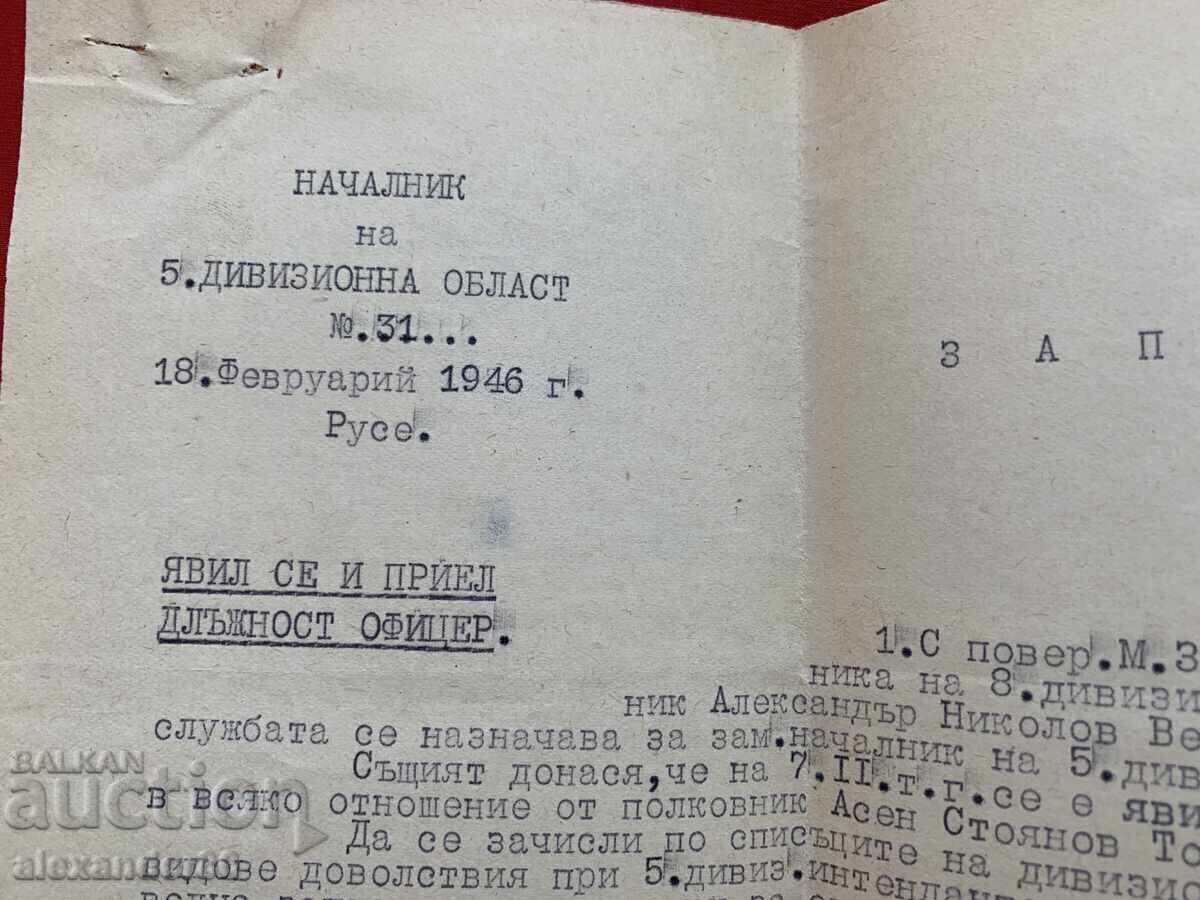 НАЧАЛНИК
на
5.ДИВИЗИОННА ОБЛАСТ
№.31...
18.Февруарий 1946 г.
Русе.
З А П
ЯВИЛ СЕ И ПРИЕЛ
ДЛЪЖНОСТ ОФИЦЕР.
1.С повер.М.З
ника на 8.дивизи
ник Александър Николов Ве
службата се назначава за зам.началник на 5.див
Същият донася,че на 7.II.т.г.се е яви
в всяко отношение от полковник Асен Стоянов То
Да се зачисли по списъците на дивизио
видове доволствия при 5.дивиз.интендан
BALKAN
auction